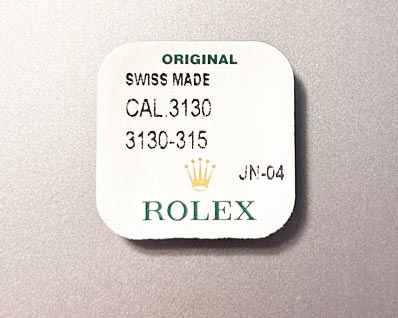 ORIGINAL
SWISS MADE
CAL.3130
3130-315
JN-04
ROLEX